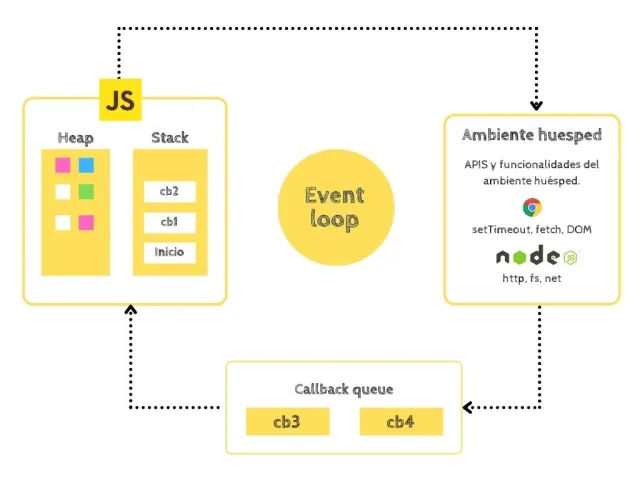 JS
Heap
Stack
cb2
cb1
Inicio
Event
loop
Ambiente huesped
APIS y funcionalidades del
ambiente huésped.
setTimeout, fetch, DOM
node
JS
http, fs, net
Callback queue
cb3
cb4